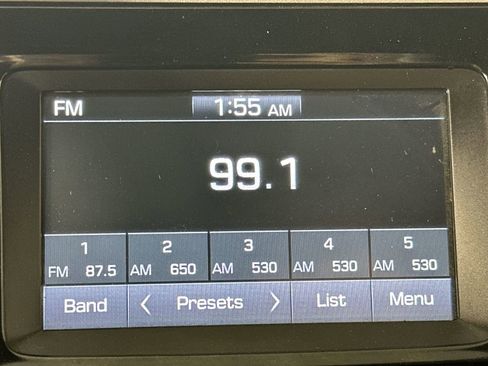 FM 1:55 AM
99.1
1 2 3 4 5
FM 87.5 AM 650 AM 530 AM 530 AM 530
Band < Presets > List Menu